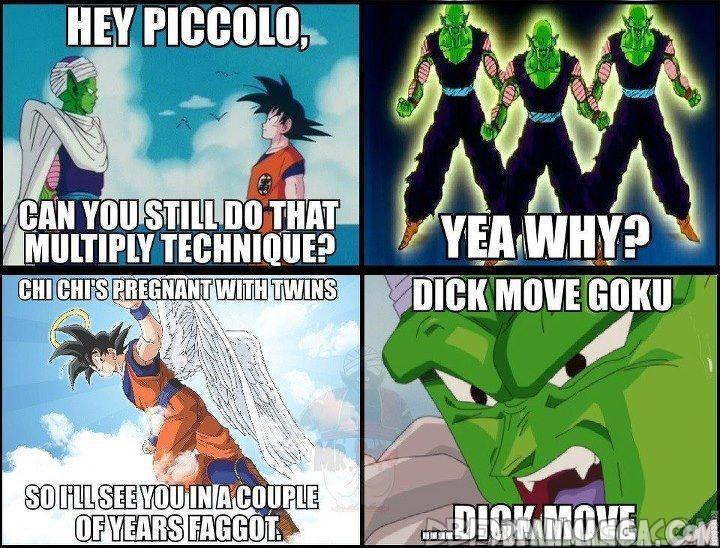 HEY PICCOLO,
CAN YOU STILL DO THAT
MULTIPLY TECHNIQUE?
YEA WHY?
CHI CHI'S PREGNANT WITH TWINS
SO I'LL SEE YOU IN A COUPLE
OF YEARS FAGGOT.
DICK MOVE GOKU
....DICK MOVE